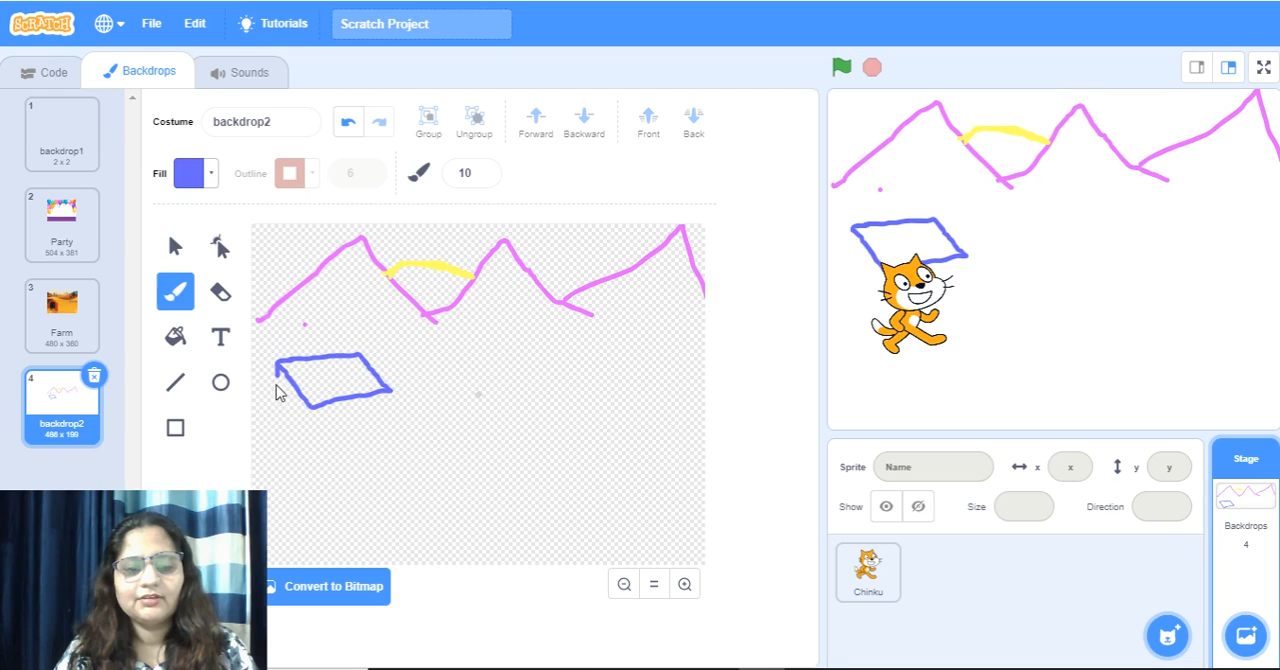 SCRATCH
File
Edit
Tutorials
Scratch Project
Code
Backdrops
Sounds
1
backdrop1
2 x 2
2
Party
504 x 381
3
Farm
480 x 360
4
backdrop2
486 x 199
Costume
backdrop2
Group
Ungroup
Forward
Backward
Front
Back
Fill
Outline
6
10
T
Convert to Bitmap
Sprite
Name
x
x
y
y
Show
Size
Direction
Chinku
Stage
Backdrops
4